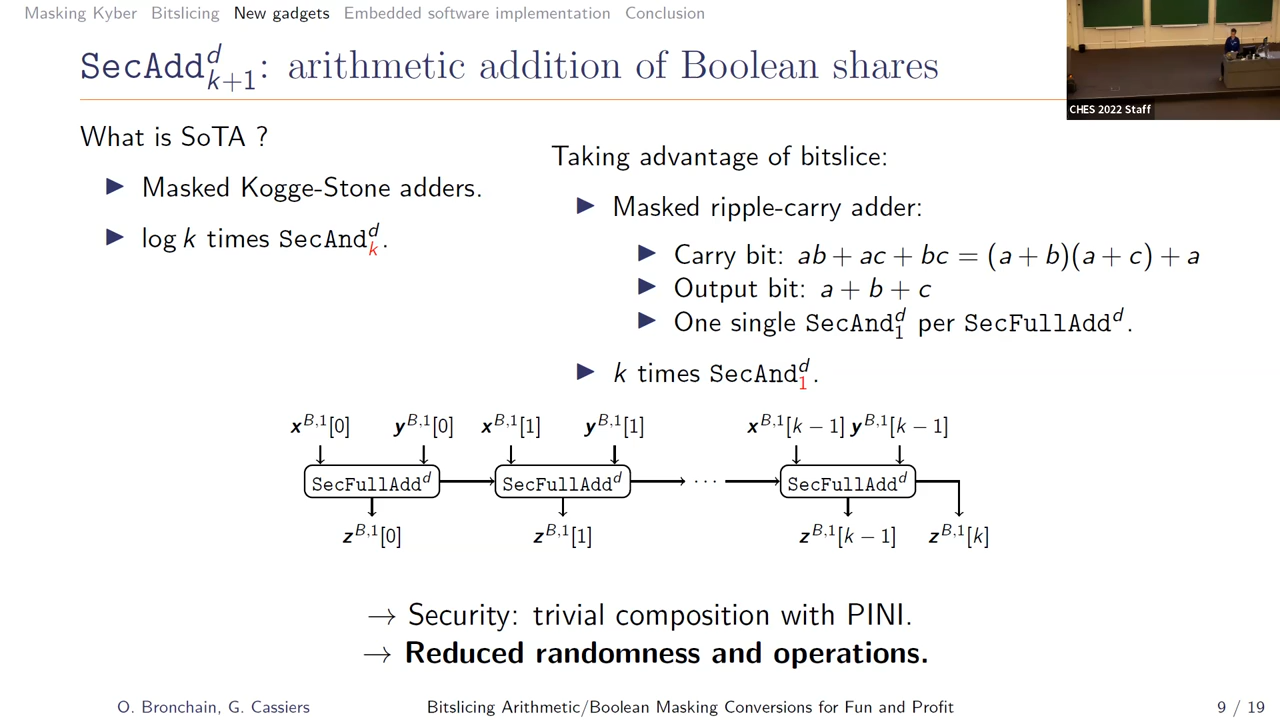 Masking Kyber Bitslicing New gadgets Embedded software implementation Conclusion
SecAdd^d_{k+1}: arithmetic addition of Boolean shares
CHES 2022 Staff
What is SoTA ?
▶ Masked Kogge-Stone adders.
▶ log k times SecAnd^d_k.
Taking advantage of bitslice:
▶ Masked ripple-carry adder:
▶ Carry bit: ab + ac + bc = (a + b)(a + c) + a
▶ Output bit: a + b + c
▶ One single SecAnd^d_1 per SecFullAdd^d.
▶ k times SecAnd^d_1.
x^{B,1}[0] y^{B,1}[0] x^{B,1}[1] y^{B,1}[1] x^{B,1}[k − 1] y^{B,1}[k − 1]
SecFullAdd^d SecFullAdd^d ··· SecFullAdd^d
z^{B,1}[0] z^{B,1}[1] z^{B,1}[k − 1] z^{B,1}[k]
→ Security: trivial composition with PINI.
→ Reduced randomness and operations.
O. Bronchain, G. Cassiers Bitslicing Arithmetic/Boolean Masking Conversions for Fun and Profit 9 / 19